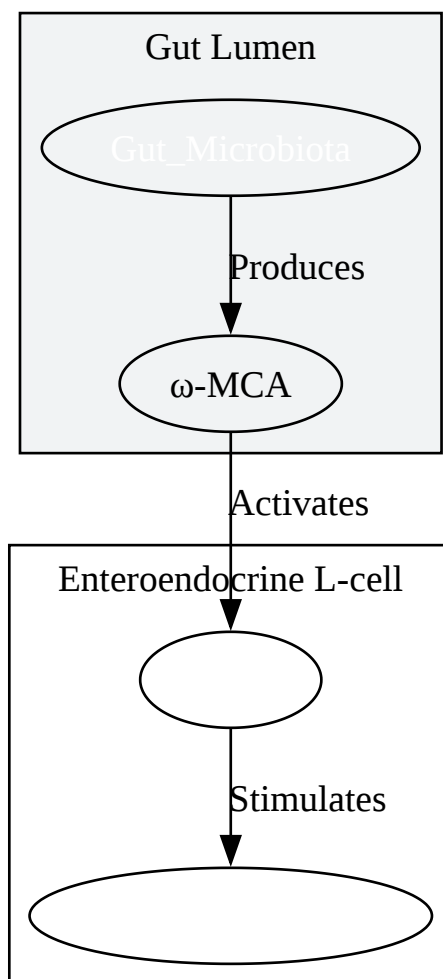 Gut Lumen
Gut_Microbiota
Produces
ω-MCA
Activates
Enteroendocrine L-cell
Stimulates